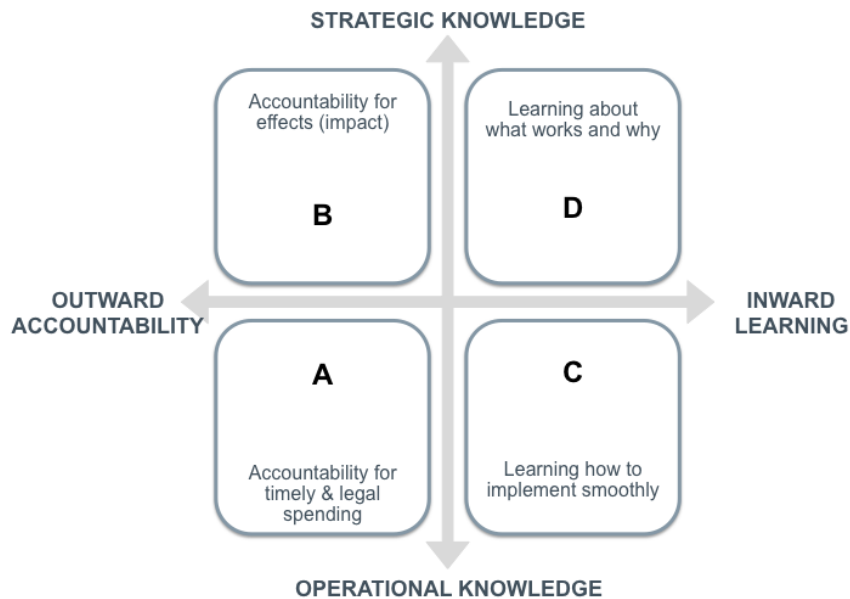 STRATEGIC KNOWLEDGE
Accountability for
effects (impact)
B
Learning about
what works and why
D
OUTWARD
ACCOUNTABILITY
INWARD
LEARNING
A
Accountability for
timely & legal
spending
C
Learning how to
implement smoothly
OPERATIONAL KNOWLEDGE